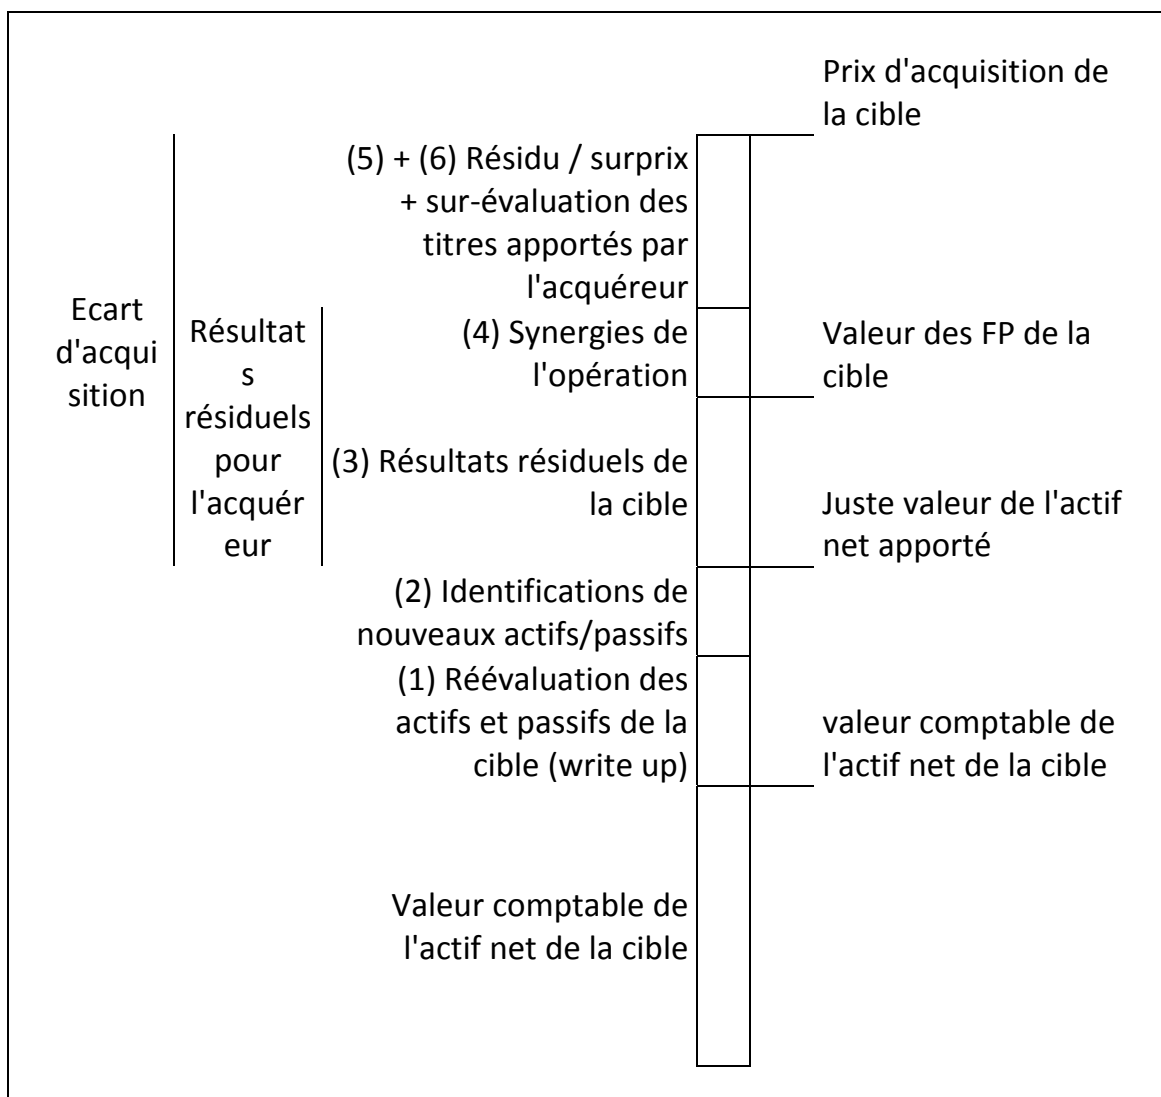 Prix d'acquisition de
la cible
(5) + (6) Résidu / surprix
+ sur-évaluation des
titres apportés par
l'acquéreur
Ecart
d'acqui
sition
Résultat
s
résiduels
pour
l'acquér
eur
(4) Synergies de
l'opération
Valeur des FP de la
cible
(3) Résultats résiduels de
la cible
Juste valeur de l'actif
net apporté
(2) Identifications de
nouveaux actifs/passifs
(1) Réévaluation des
actifs et passifs de la
cible (write up)
valeur comptable de
l'actif net de la cible
Valeur comptable de
l'actif net de la cible